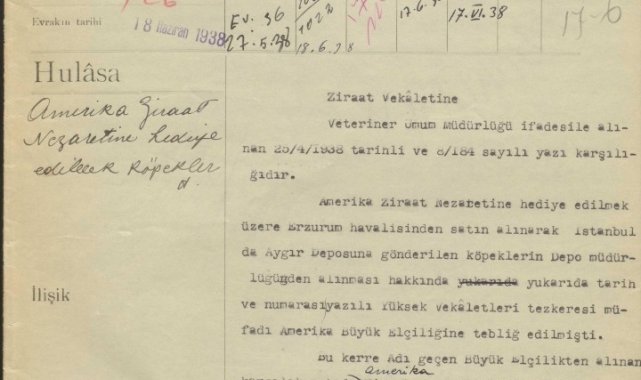 Evrakın tarihi
18 Haziran 1938
Ev. 36
27.5.38
1022
18.6.38
17.6.
17.VI.38
17-6
Hulâsa
Amerika Ziraat
Nezaretine hediye
edilecek köpekler
d.
İlişik
Ziraat Vekâletine
Veteriner Umum Müdürlüğü ifadesile alı-
nan 25/4/1938 tarinli ve 8/184 sayılı yazı karşılı-
ğıdır.
Amerika Ziraat Nezaretine hediye edilmek
üzere Erzurum havalisinden satın alınarak İstanbul
da Aygır Deposuna gönderilen köpeklerin Depo müdür-
lüğünden alınması hakkında yukarıda yukarıda tarih
ve numarası yazılı Yüksek vekâletleri tezkeresi mü-
fadı Amerika Büyük Elçiliğine tebliğ edilmişti.
Bu kerre Adı geçen Büyük Elçilikten alınan
amerika